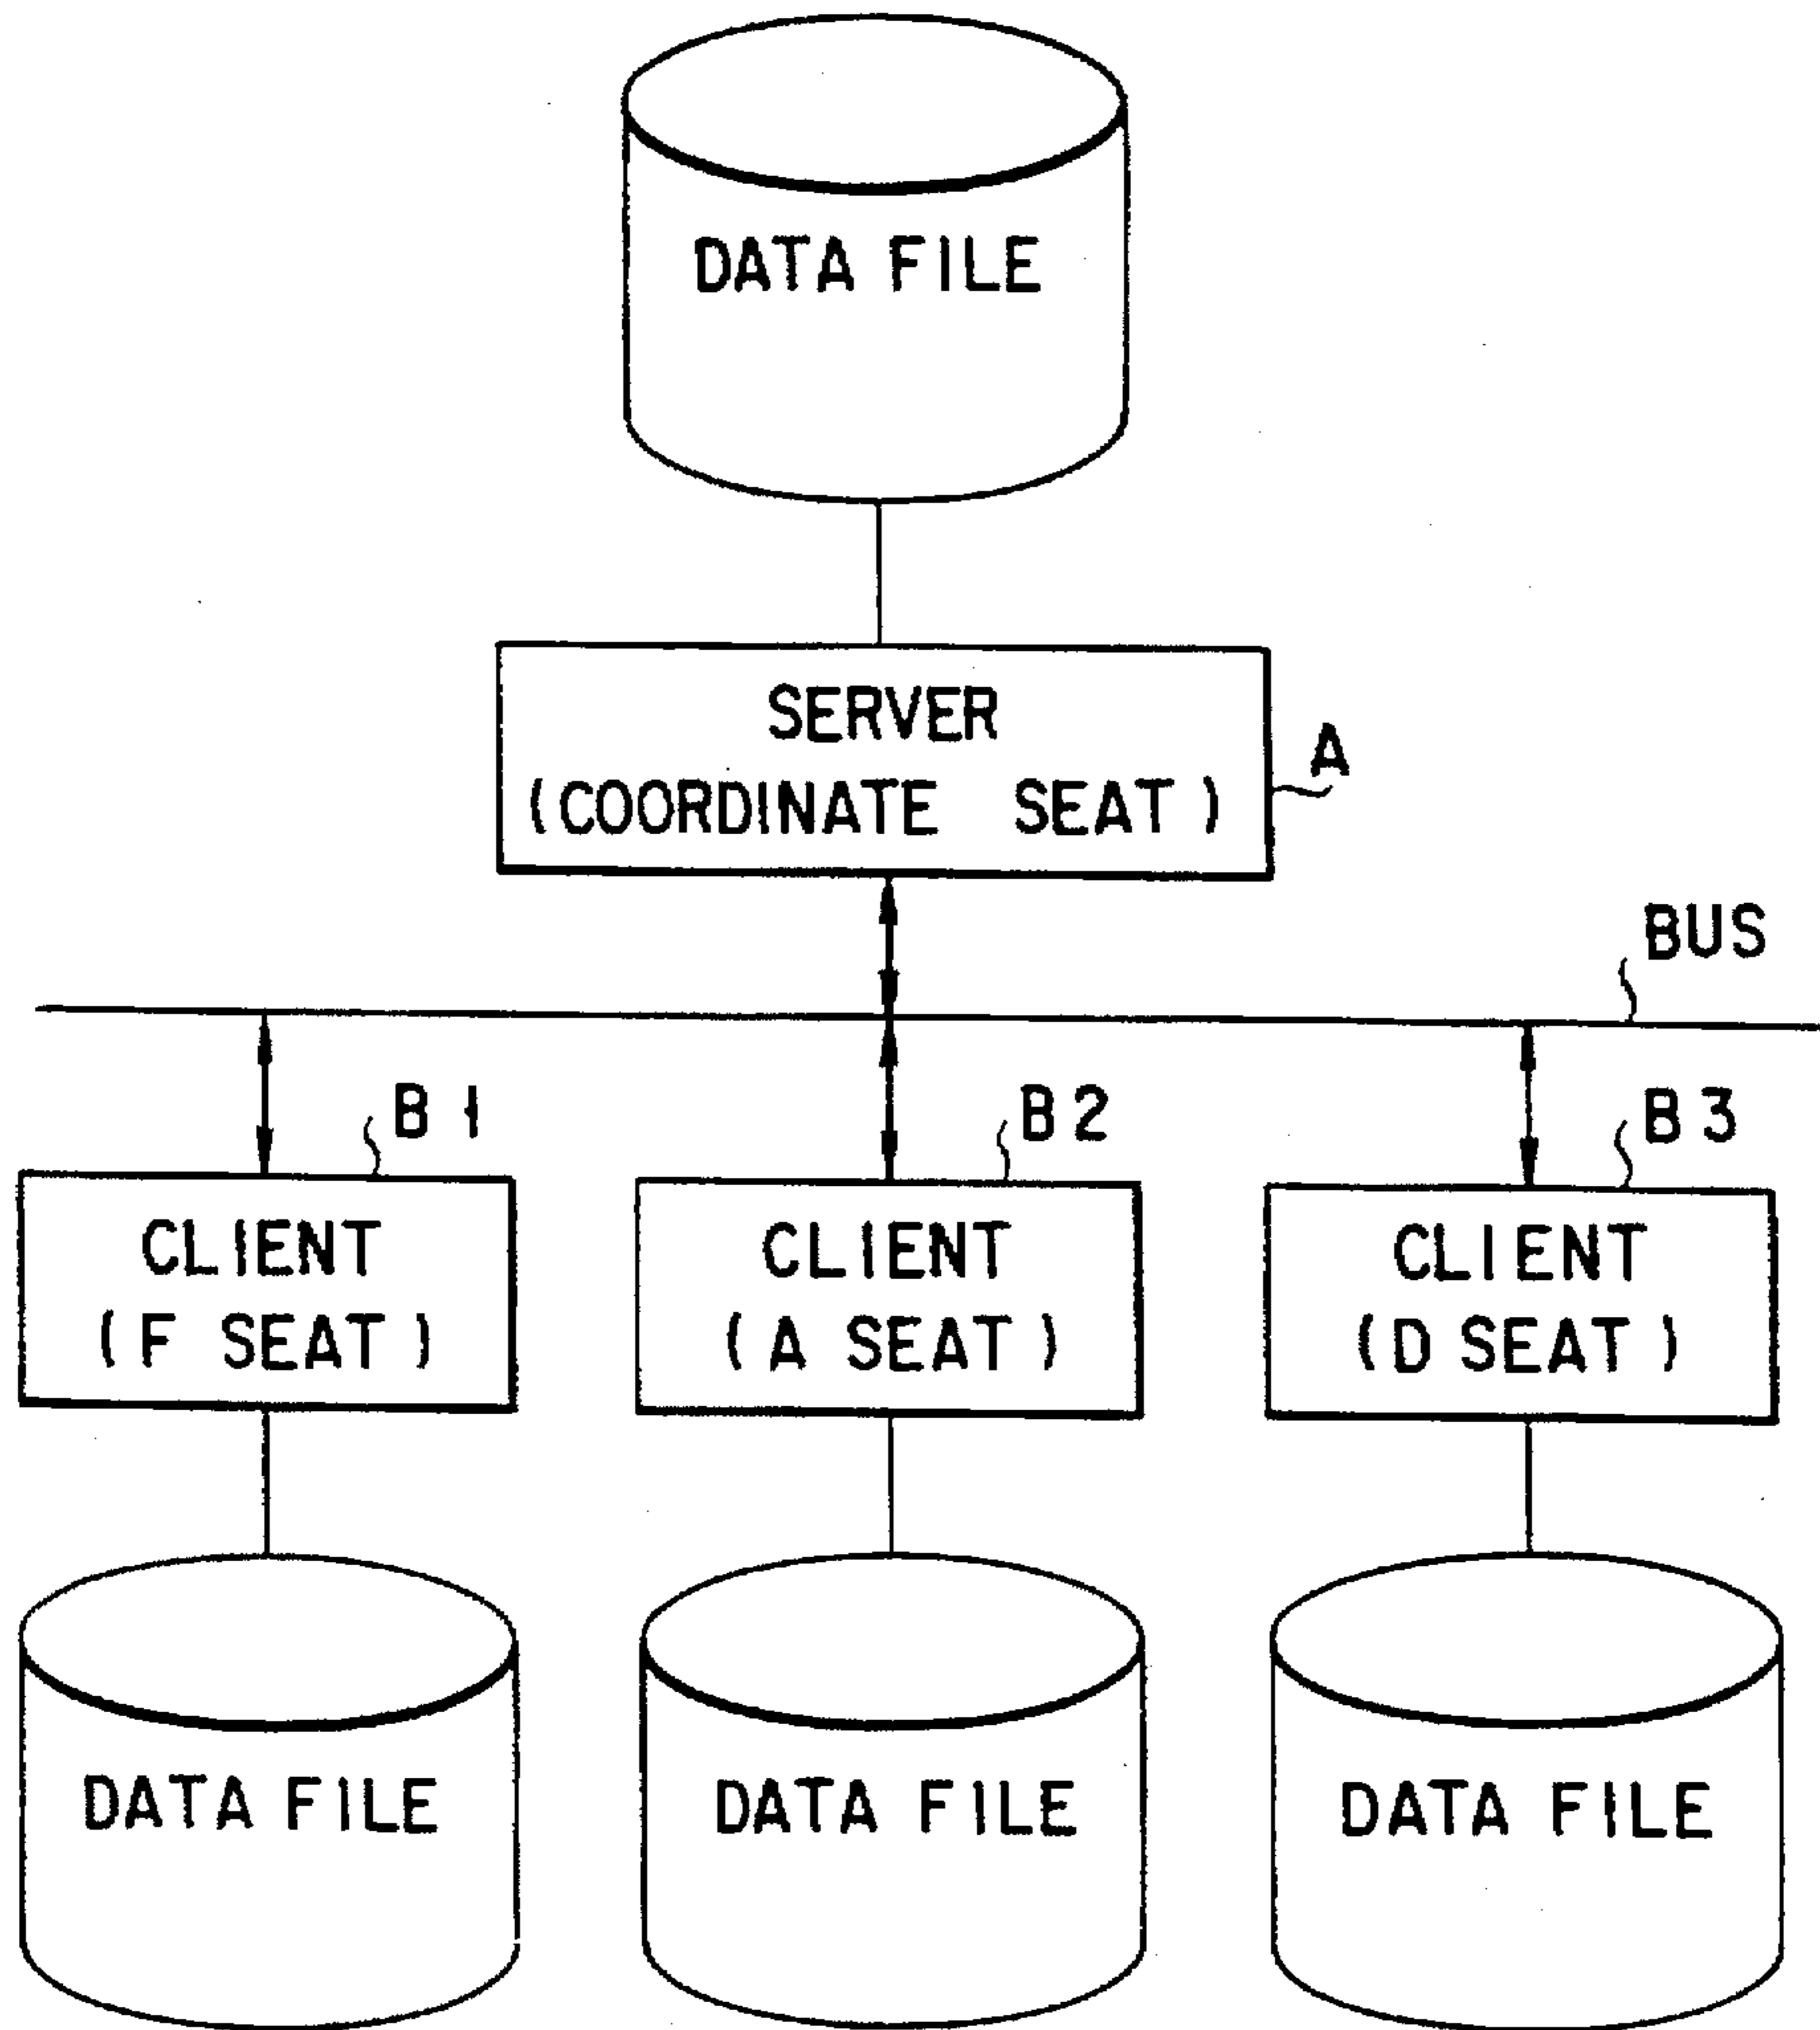 DATA FILE
SERVER
(COORDINATE SEAT)
A
BUS
B1
B2
B3
CLIENT
(F SEAT)
CLIENT
(A SEAT)
CLIENT
(D SEAT)
DATA FILE
DATA FILE
DATA FILE